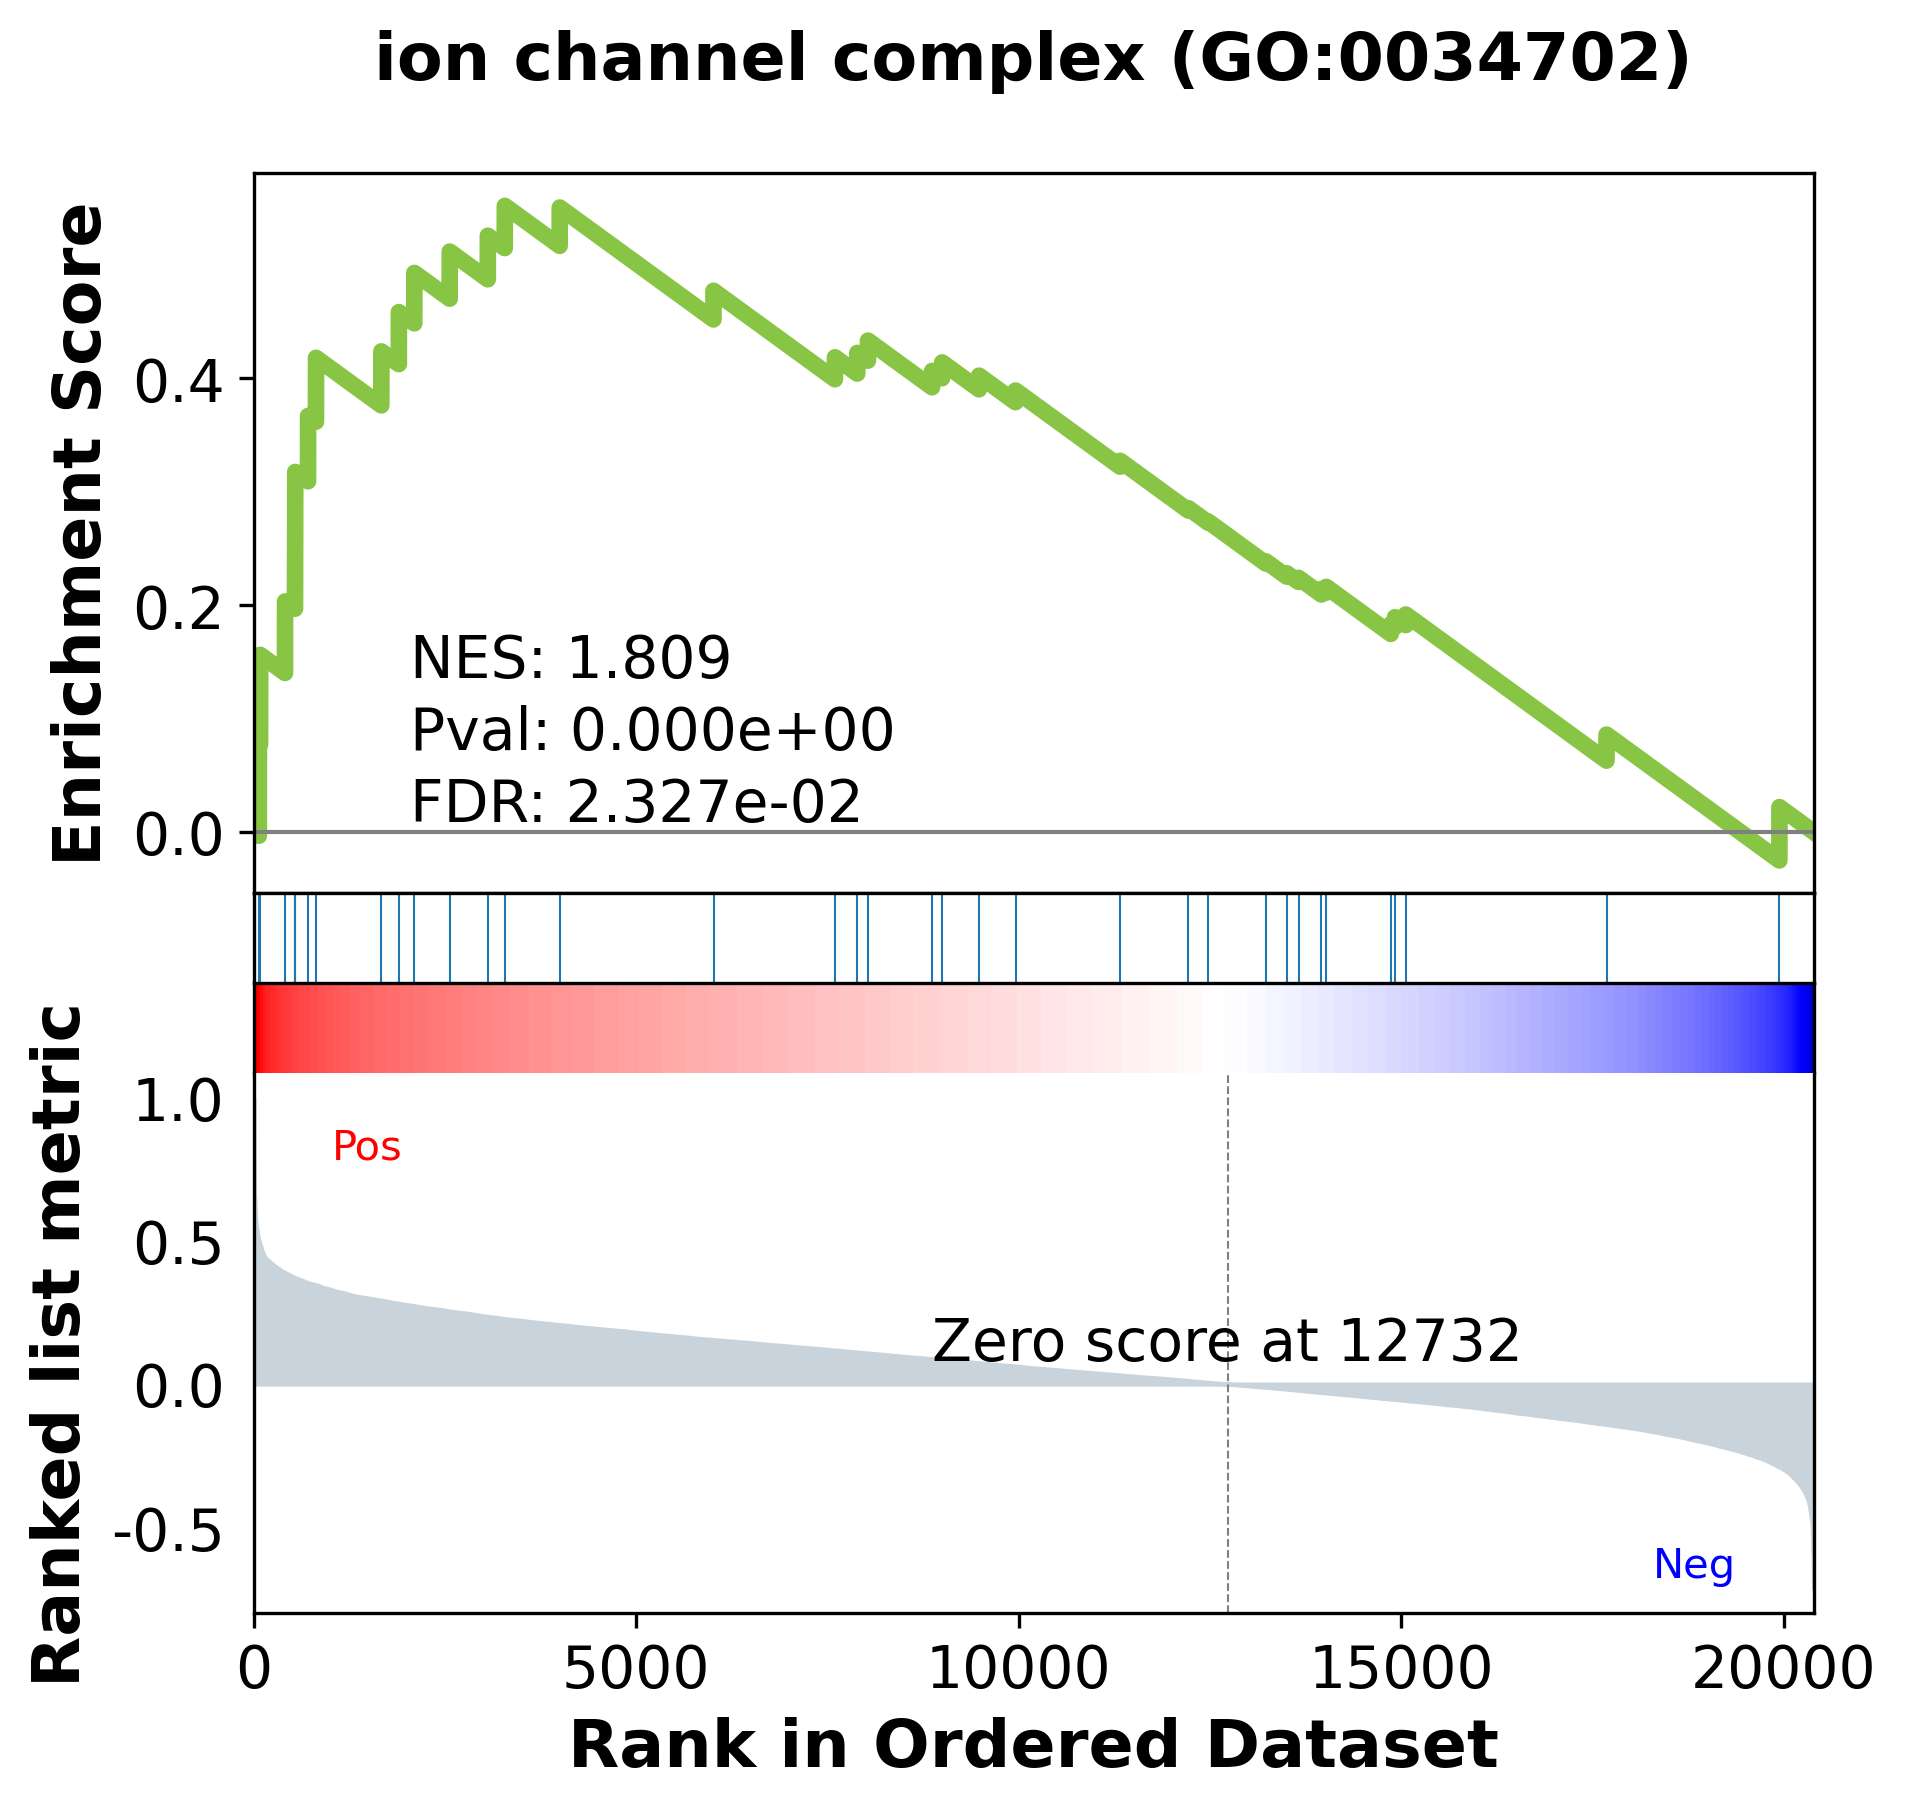 ion channel complex (GO:0034702)
Enrichment Score
0.4
0.2
0.0
NES: 1.809
Pval: 0.000e+00
FDR: 2.327e-02
Ranked list metric
1.0
0.5
0.0
-0.5
Pos
Zero score at 12732
Neg
0 5000 10000 15000 20000
Rank in Ordered Dataset